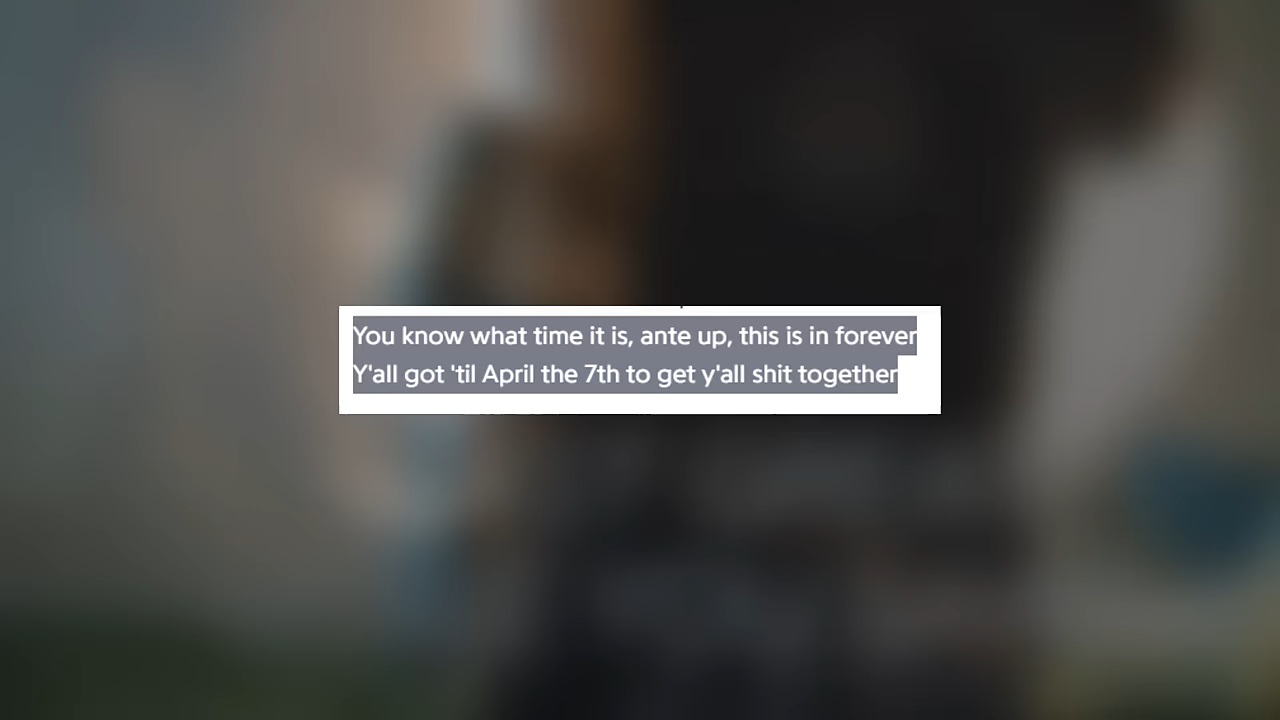 You know what time it is, ante up, this is in forever
Y'all got 'til April the 7th to get y'all shit together